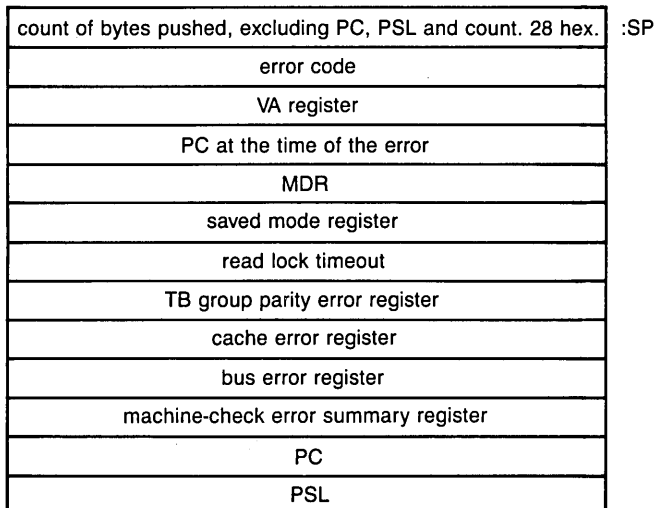 count of bytes pushed, excluding PC, PSL and count. 28 hex. :SP
error code
VA register
PC at the time of the error
MDR
saved mode register
read lock timeout
TB group parity error register
cache error register
bus error register
machine-check error summary register
PC
PSL